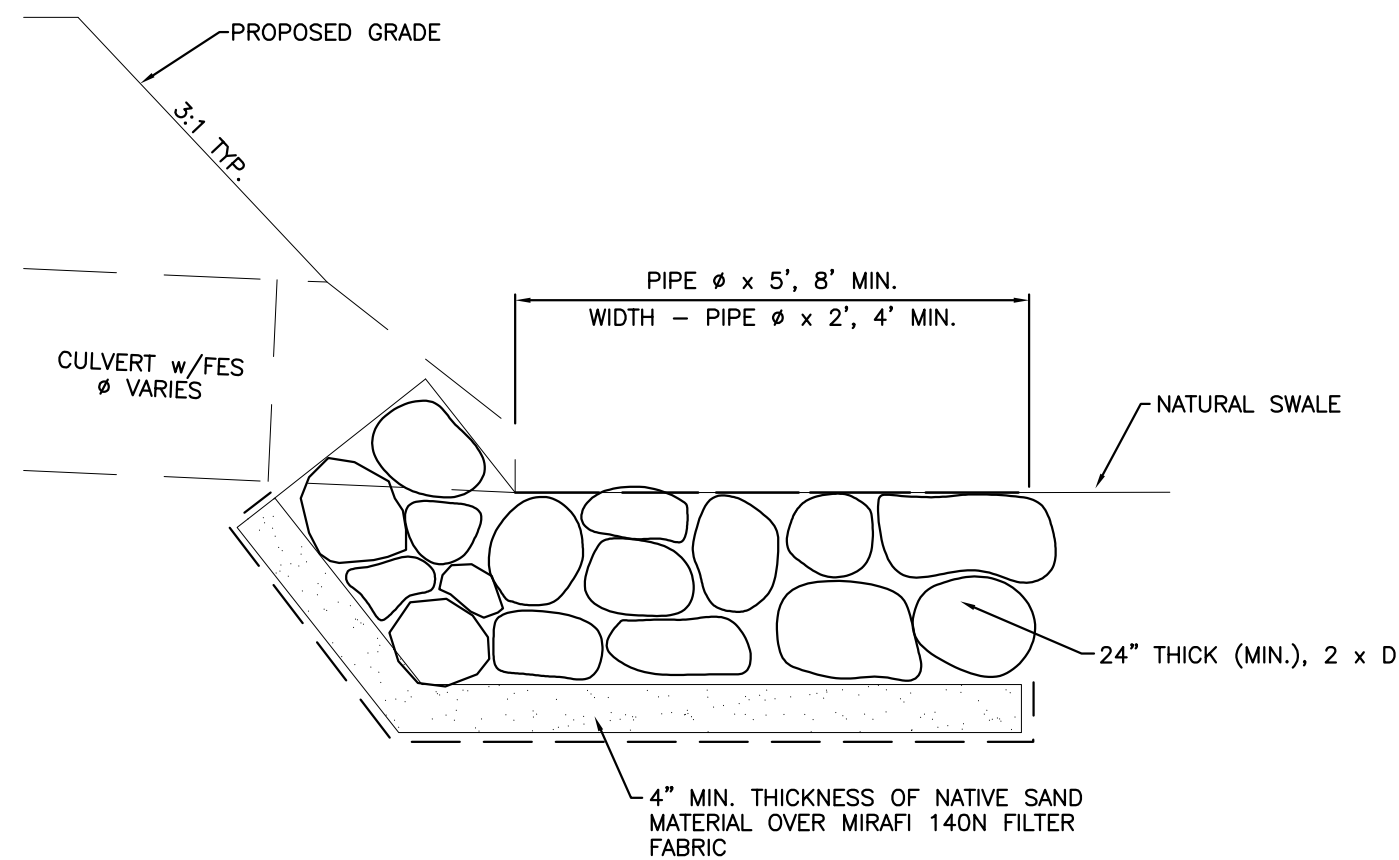 PROPOSED GRADE
3:1 TYP.
PIPE ø x 5', 8' MIN.
WIDTH – PIPE ø x 2', 4' MIN.
CULVERT w/FES
ø VARIES
NATURAL SWALE
24" THICK (MIN.), 2 x D
4" MIN. THICKNESS OF NATIVE SAND
MATERIAL OVER MIRAFI 140N FILTER
FABRIC